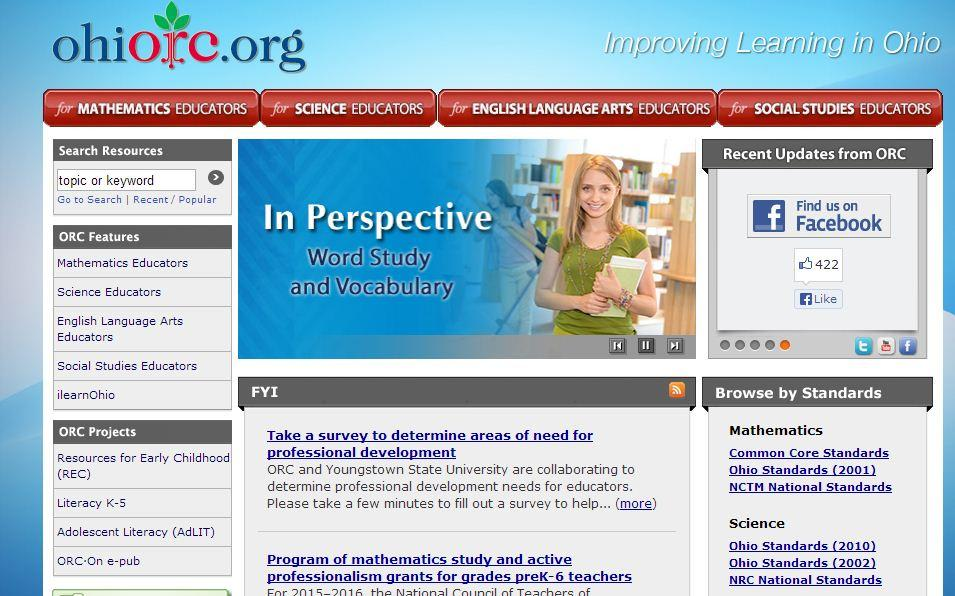 ohiorc.org
Improving Learning in Ohio
for MATHEMATICS EDUCATORS
for SCIENCE EDUCATORS
for ENGLISH LANGUAGE ARTS EDUCATORS
for SOCIAL STUDIES EDUCATORS
Search Resources
topic or keyword
Go to Search | Recent / Popular
ORC Features
Mathematics Educators
Science Educators
English Language Arts
Educators
Social Studies Educators
ilearnOhio
ORC Projects
Resources for Early Childhood
(REC)
Literacy K-5
Adolescent Literacy (AdLIT)
ORC·On e-pub
In Perspective
Word Study
and Vocabulary
FYI
Take a survey to determine areas of need for
professional development
ORC and Youngstown State University are collaborating to
determine professional development needs for educators.
Please take a few minutes to fill out a survey to help... (more)
Program of mathematics study and active
professionalism grants for grades preK-6 teachers
For 2015–2016, the National Council of Teachers of
Recent Updates from ORC
Find us on
Facebook
422
Like
Browse by Standards
Mathematics
Common Core Standards
Ohio Standards (2001)
NCTM National Standards
Science
Ohio Standards (2010)
Ohio Standards (2002)
NRC National Standards